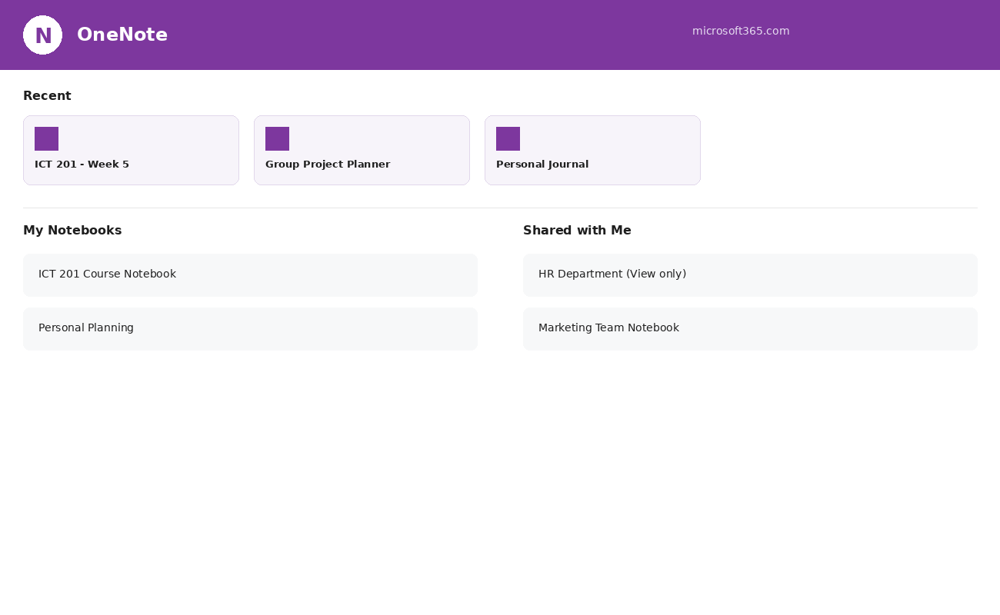 N
OneNote
microsoft365.com
Recent
ICT 201 - Week 5
Group Project Planner
Personal Journal
My Notebooks
ICT 201 Course Notebook
Personal Planning
Shared with Me
HR Department (View only)
Marketing Team Notebook